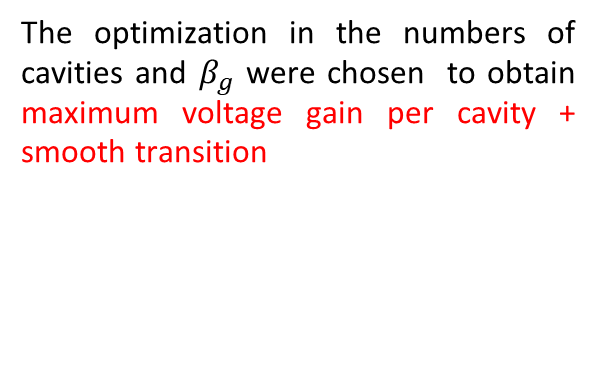 The optimization in the numbers of
cavities and βg were chosen to obtain
maximum voltage gain per cavity +
smooth transition